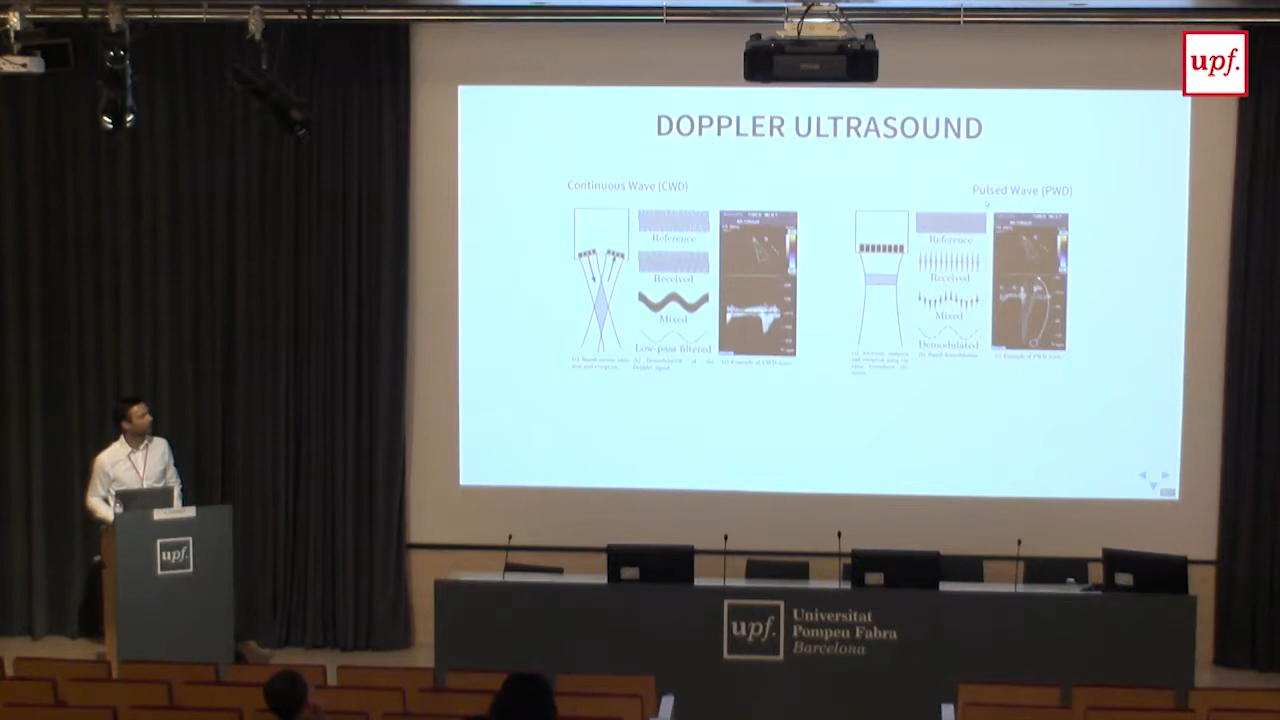 upf.
DOPPLER ULTRASOUND
Continuous Wave (CWD)
Reference
Received
Mixed
Low-pass filtered
Pulsed Wave (PWD)
Reference
Received
Mixed
Demodulated
upf.
upf.
Universitat
Pompeu Fabra
Barcelona